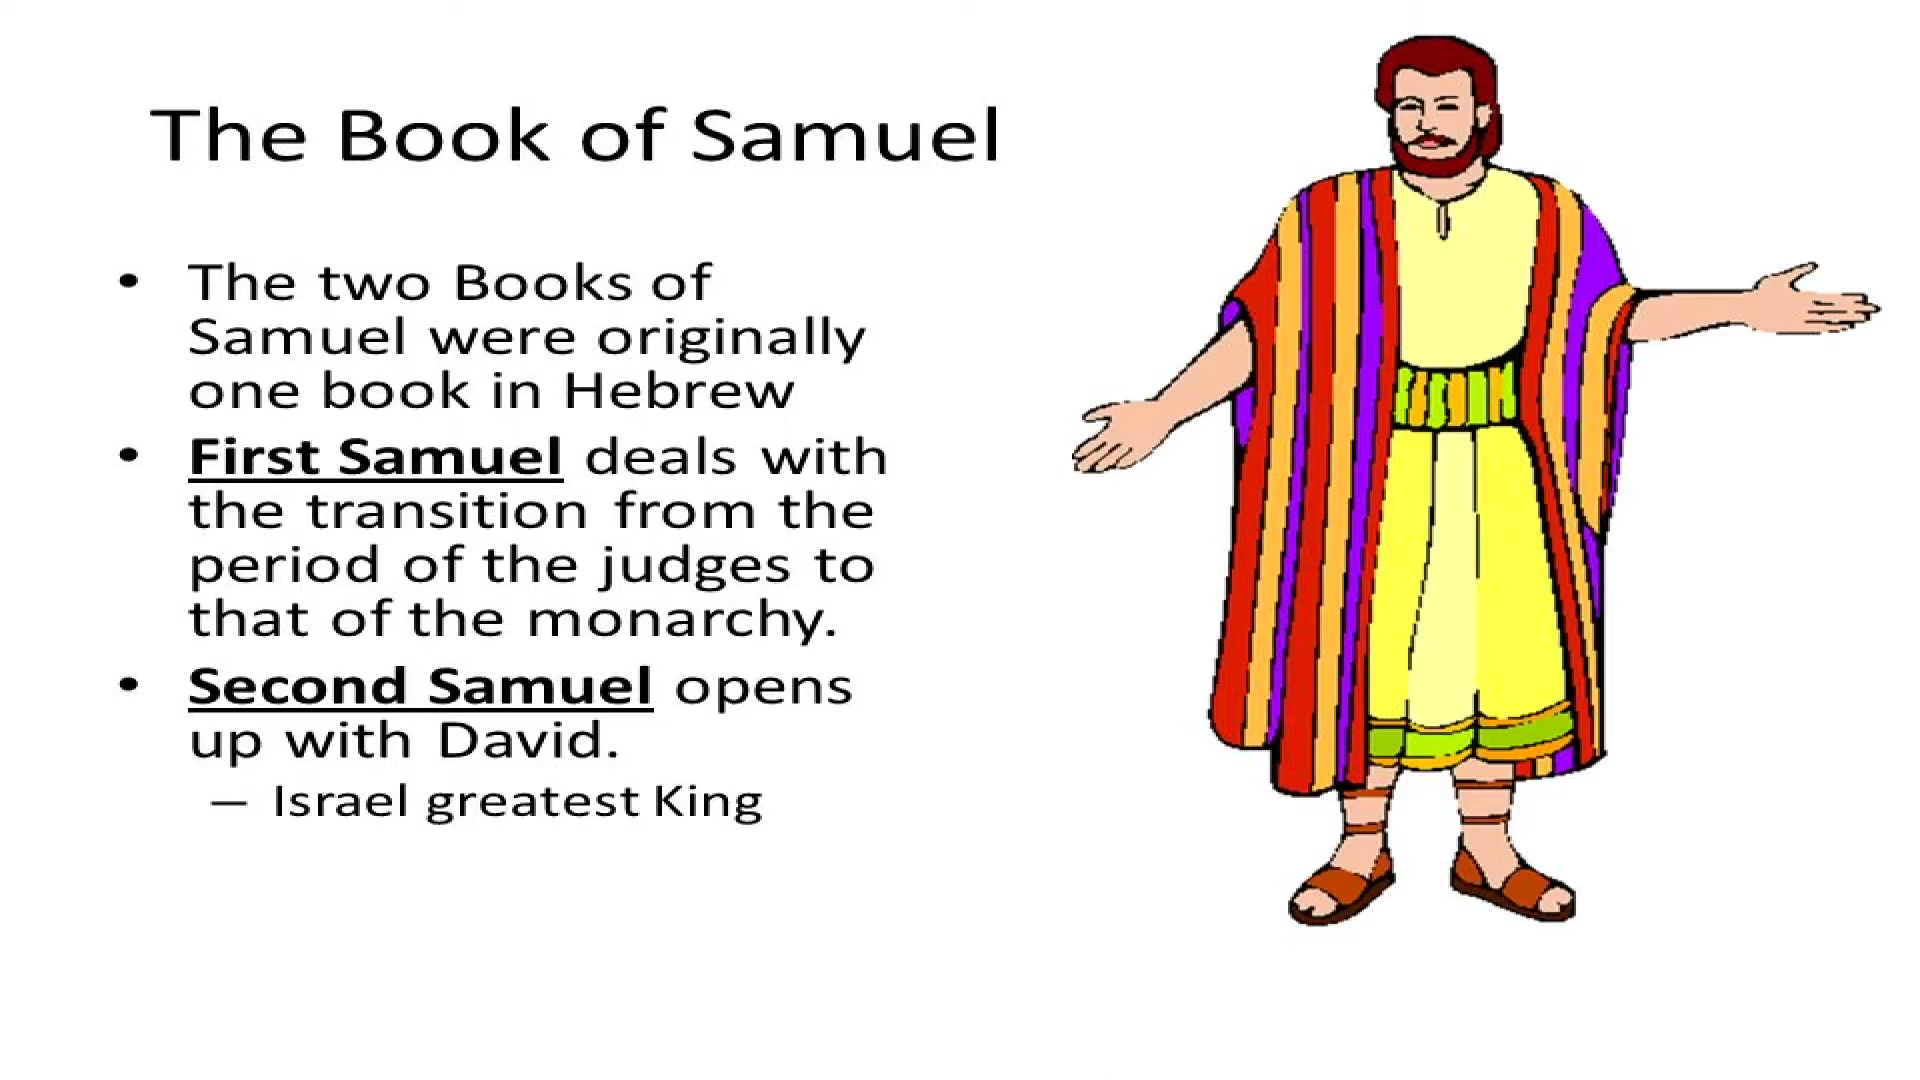 The Book of Samuel
• The two Books of
Samuel were originally
one book in Hebrew
• First Samuel deals with
the transition from the
period of the judges to
that of the monarchy.
• Second Samuel opens
up with David.
– Israel greatest King